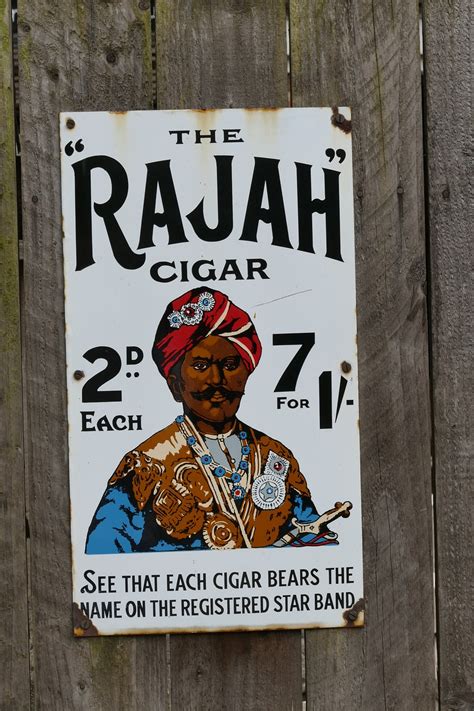 THE
"RAJAH"
CIGAR
2D.. 7
EACH FOR 1/-
SEE THAT EACH CIGAR BEARS THE
NAME ON THE REGISTERED STAR BAND.